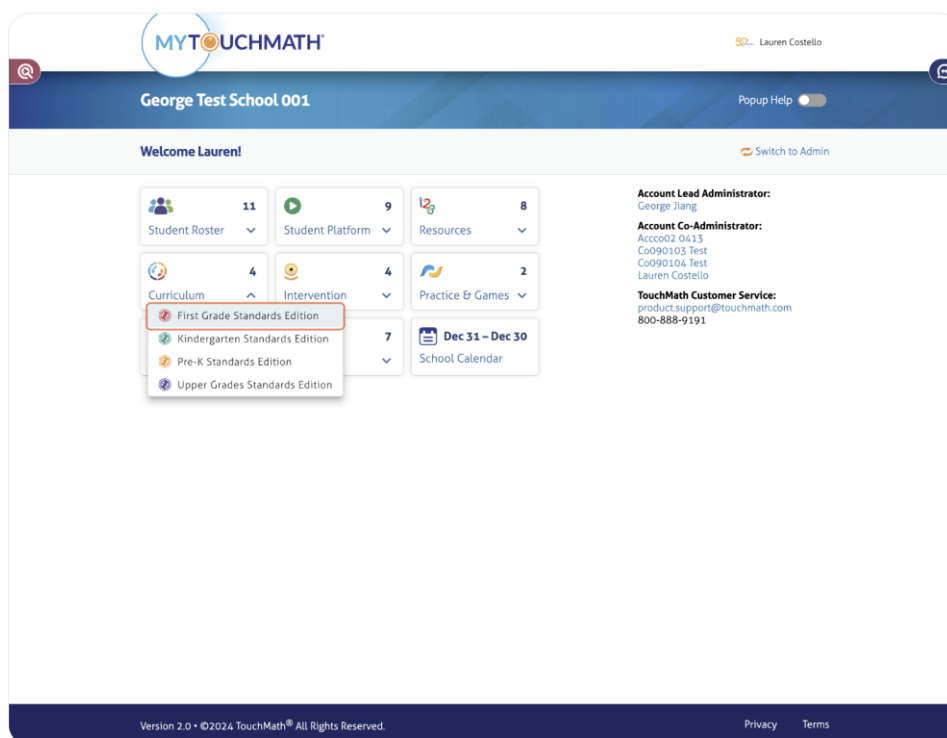 MYTOUCHMATH
Lauren Costello
George Test School 001
Popup Help
Welcome Lauren!
Switch to Admin
11
Student Roster
9
Student Platform
8
Resources
4
Curriculum
4
Intervention
2
Practice & Games
First Grade Standards Edition
Kindergarten Standards Edition
Pre-K Standards Edition
Upper Grades Standards Edition
7
Dec 31 – Dec 30
School Calendar
Account Lead Administrator:
George Jiang
Account Co-Administrator:
Accco02 0413
Co090103 Test
Co090104 Test
Lauren Costello
TouchMath Customer Service:
product.support@touchmath.com
800-888-9191
Version 2.0 • ©2024 TouchMath® All Rights Reserved.
Privacy
Terms